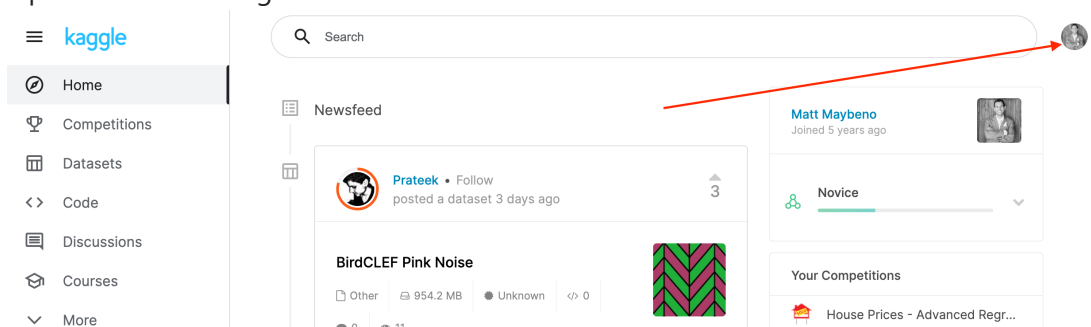 kaggle
Search
Home
Competitions
Datasets
Code
Discussions
Courses
More
Newsfeed
Prateek • Follow
posted a dataset 3 days ago
3
BirdCLEF Pink Noise
Other 954.2 MB Unknown </> 0
Matt Maybeno
Joined 5 years ago
Novice
Your Competitions
House Prices - Advanced Regr...